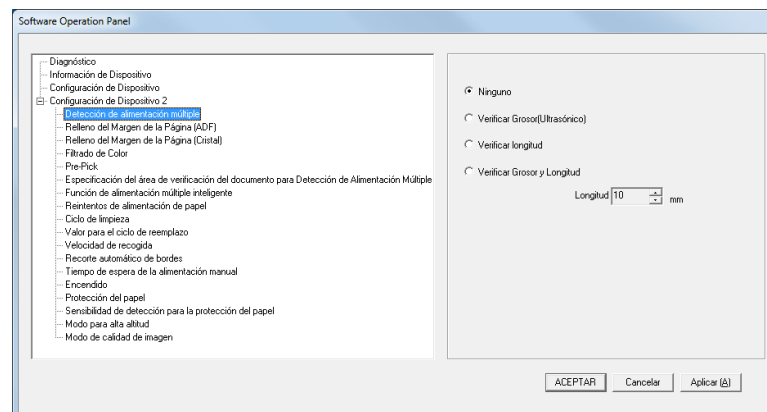 Software Operation Panel
Diagnóstico
Información de Dispositivo
Configuración de Dispositivo
Configuración de Dispositivo 2
Detección de alimentación múltiple
Relleno del Margen de la Página (ADF)
Relleno del Margen de la Página (Cristal)
Filtrado de Color
Pre-Pick
Especificación del área de verificación del documento para Detección de Alimentación Múltiple
Función de alimentación múltiple inteligente
Reintentos de alimentación de papel
Ciclo de limpieza
Valor para el ciclo de reemplazo
Velocidad de recogida
Recorte automático de bordes
Tiempo de espera de la alimentación manual
Encendido
Protección del papel
Sensibilidad de detección para la protección del papel
Modo para alta altitud
Modo de calidad de imagen
Ninguno
Verificar Grosor(Ultrasónico)
Verificar longitud
Verificar Grosor y Longitud
Longitud 10 mm
ACEPTAR Cancelar Aplicar (A)